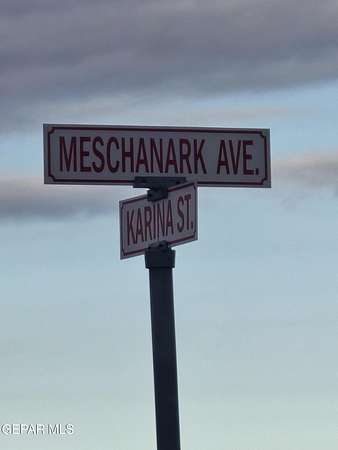 MESCHANARK AVE.
KARINA ST.
©GEPAR MLS